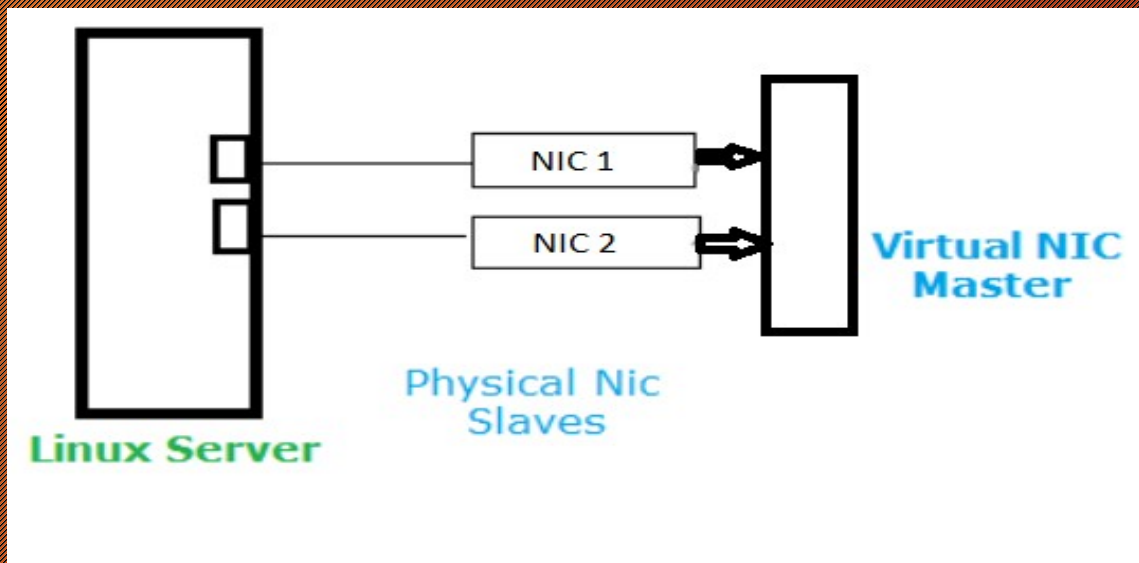 NIC 1
NIC 2
Virtual NIC
Master
Physical Nic
Slaves
Linux Server